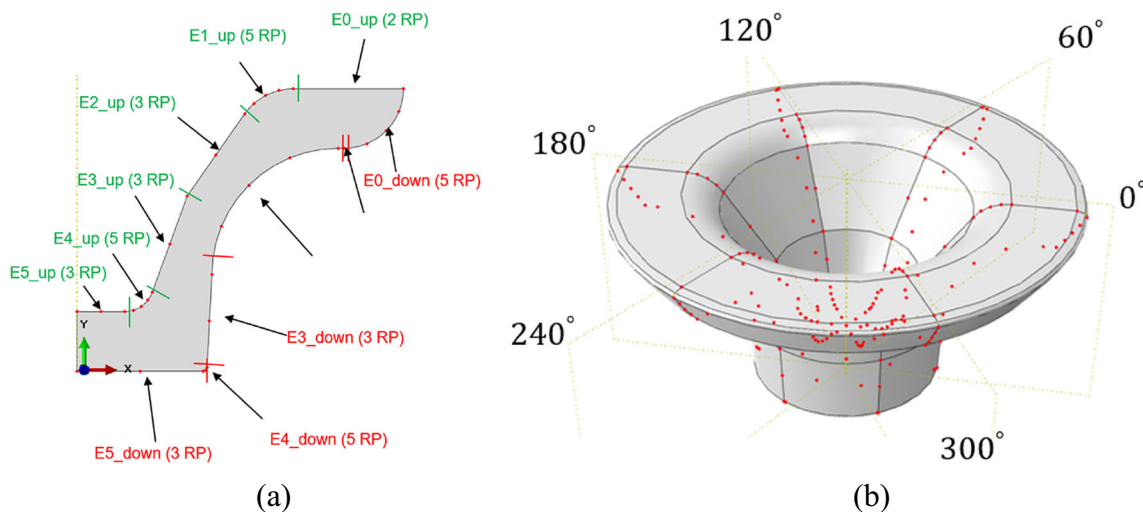 E0_up (2 RP)
E1_up (5 RP)
E2_up (3 RP)
E3_up (3 RP)
E4_up (5 RP)
E5_up (3 RP)
E0_down (5 RP)
E3_down (3 RP)
E4_down (5 RP)
E5_down (3 RP)
Y
X
(a)
120°
60°
180°
0°
240°
300°
(b)